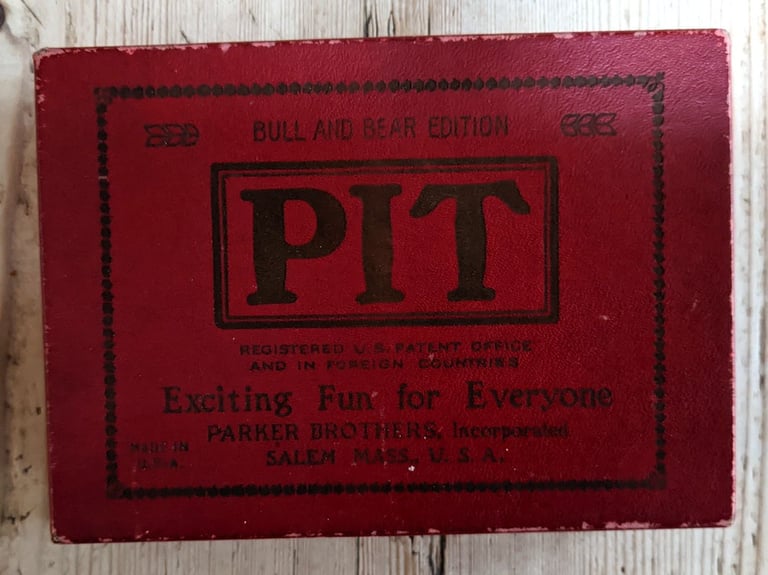 BULL AND BEAR EDITION
PIT
REGISTERED U.S. PATENT OFFICE
AND IN FOREIGN COUNTRIES
Exciting Fun for Everyone
PARKER BROTHERS, Incorporated
SALEM MASS., U. S. A.
MADE IN
U.S.A.